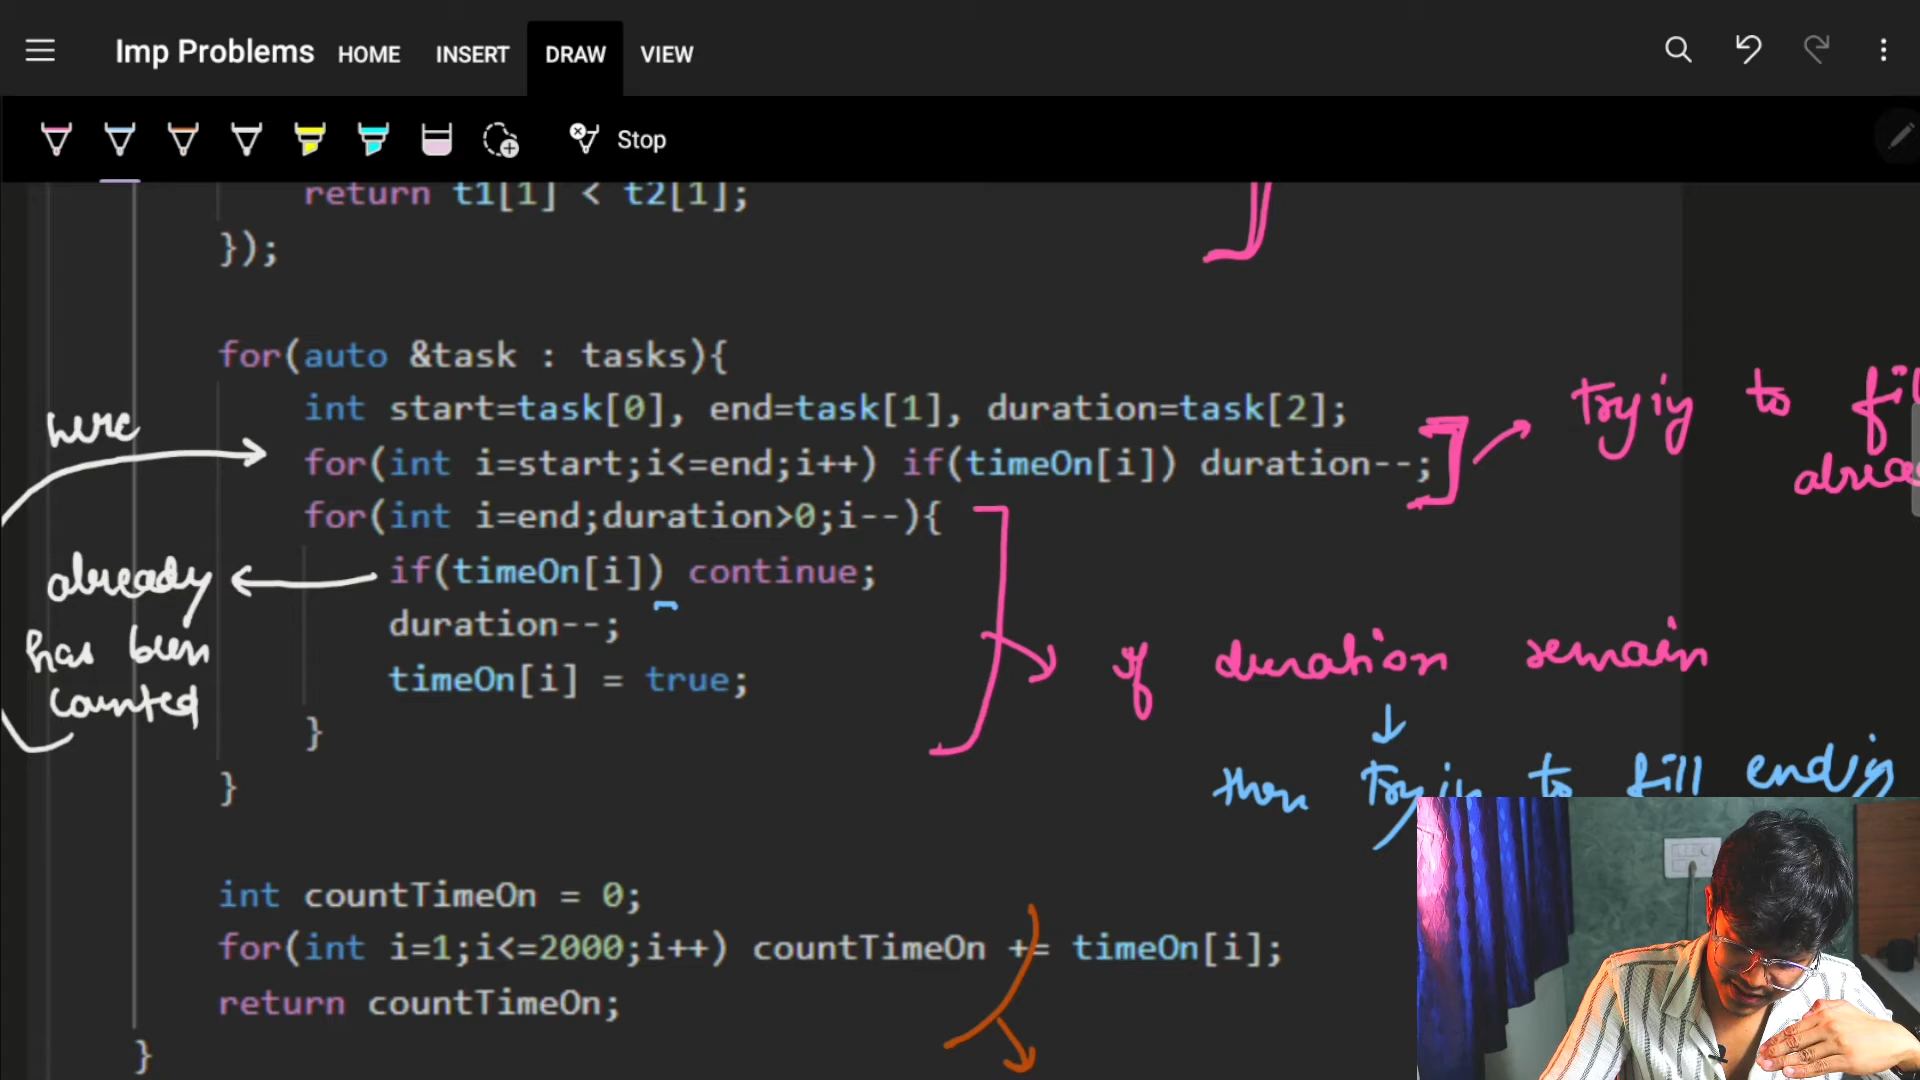 Imp Problems HOME INSERT DRAW VIEW
Stop
return t1[1] < t2[1];
});
for(auto &task : tasks){
int start=task[0], end=task[1], duration=task[2];
for(int i=start;i<=end;i++) if(timeOn[i]) duration--;
for(int i=end;duration>0;i--){
if(timeOn[i]) continue;
duration--;
timeOn[i] = true;
}
}
int countTimeOn = 0;
for(int i=1;i<=2000;i++) countTimeOn += timeOn[i];
return countTimeOn;
}
here
already
has been
counted
to
if duration remain
then
to fill